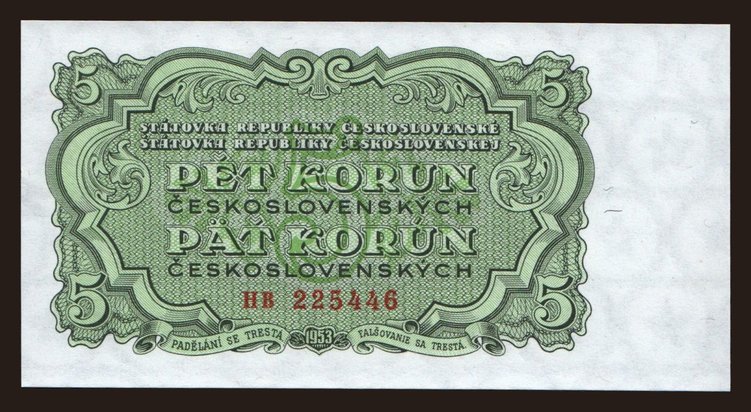 5 5
STÁTOVKA REPUBLIKY ČESKOSLOVENSKÉ
ŠTÁTOVKA REPUBLIKY ČESKOSLOVENSKEJ
PĚT KORUN
ČESKOSLOVENSKÝCH
PÄŤ KORÚN
ČESKOSLOVENSKÝCH
HB 225446
5 5
PADĚLÁNÍ SE TRESTÁ 1953 FALŠOVANIE SA TRESTÁ.